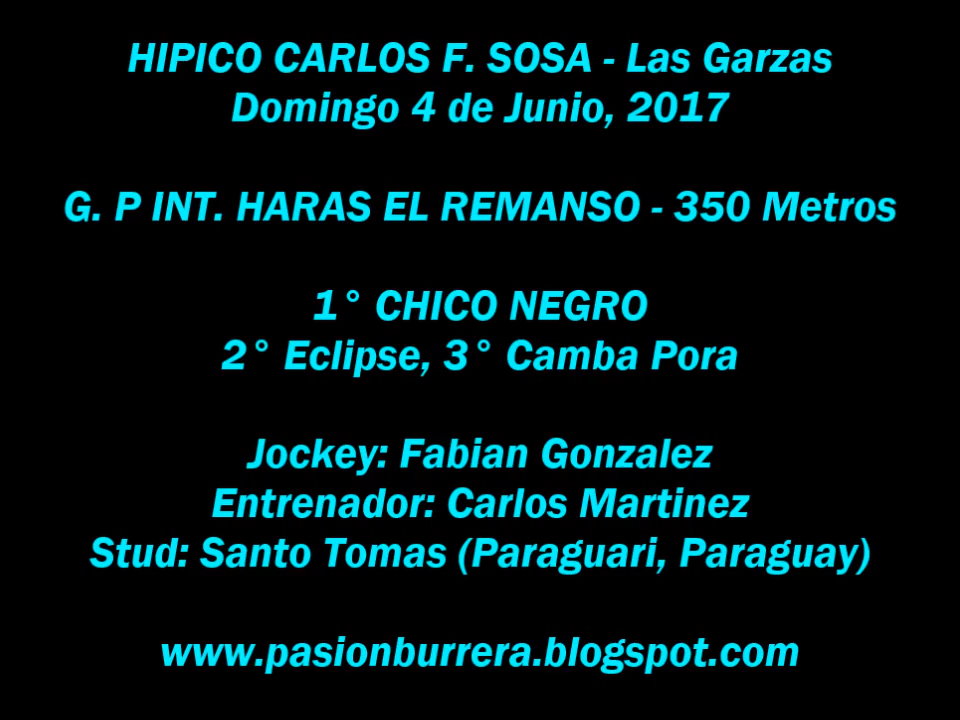 HIPICO CARLOS F. SOSA - Las Garzas
Domingo 4 de Junio, 2017
G. P INT. HARAS EL REMANSO - 350 Metros
1° CHICO NEGRO
2° Eclipse, 3° Camba Pora
Jockey: Fabian Gonzalez
Entrenador: Carlos Martinez
Stud: Santo Tomas (Paraguari, Paraguay)
www.pasionburrera.blogspot.com